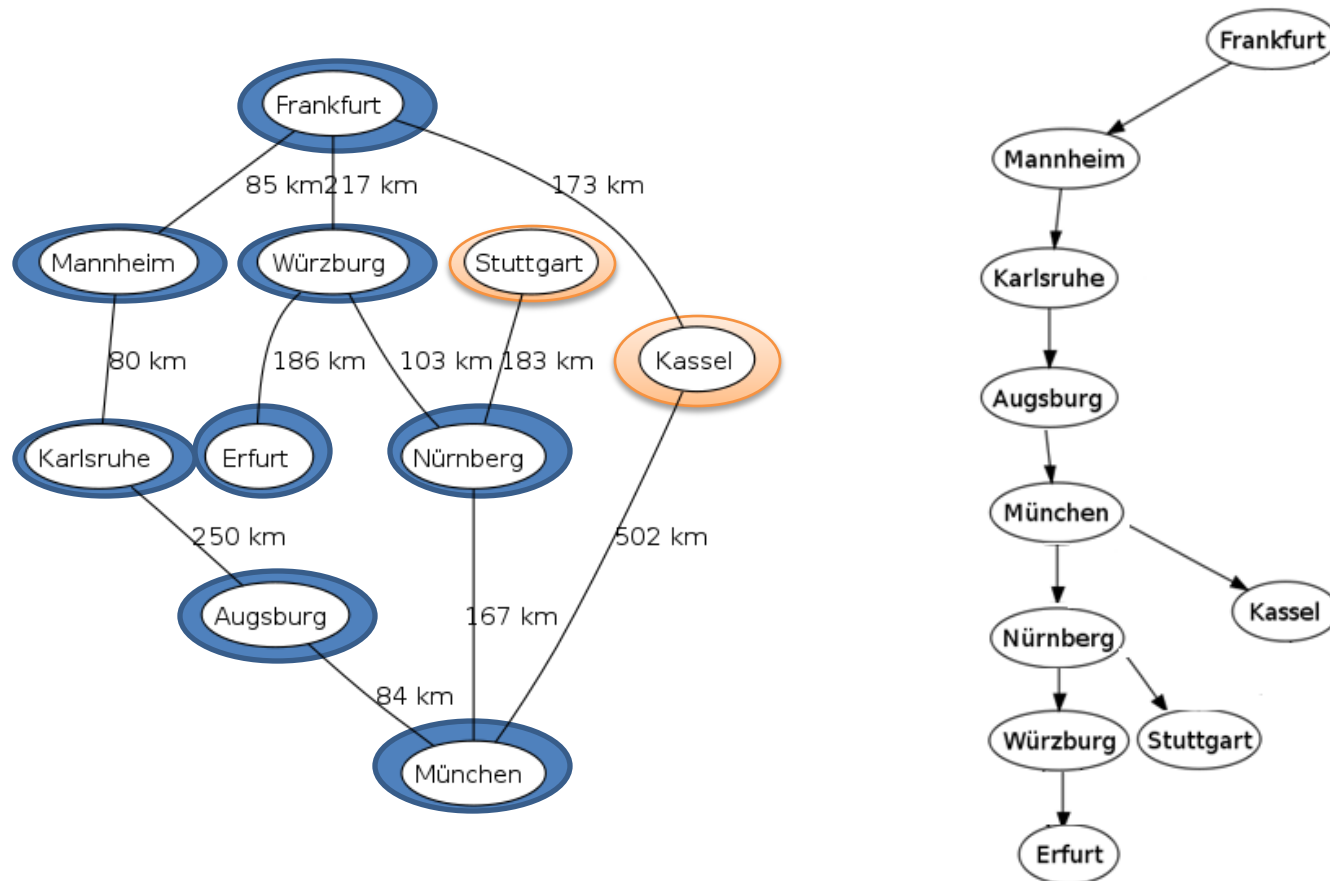 Frankfurt
85 km
217 km
173 km
Mannheim
Würzburg
Stuttgart
Kassel
80 km
186 km
103 km
183 km
Karlsruhe
Erfurt
Nürnberg
250 km
502 km
Augsburg
167 km
84 km
München
Frankfurt
Mannheim
Karlsruhe
Augsburg
München
Kassel
Nürnberg
Würzburg
Stuttgart
Erfurt